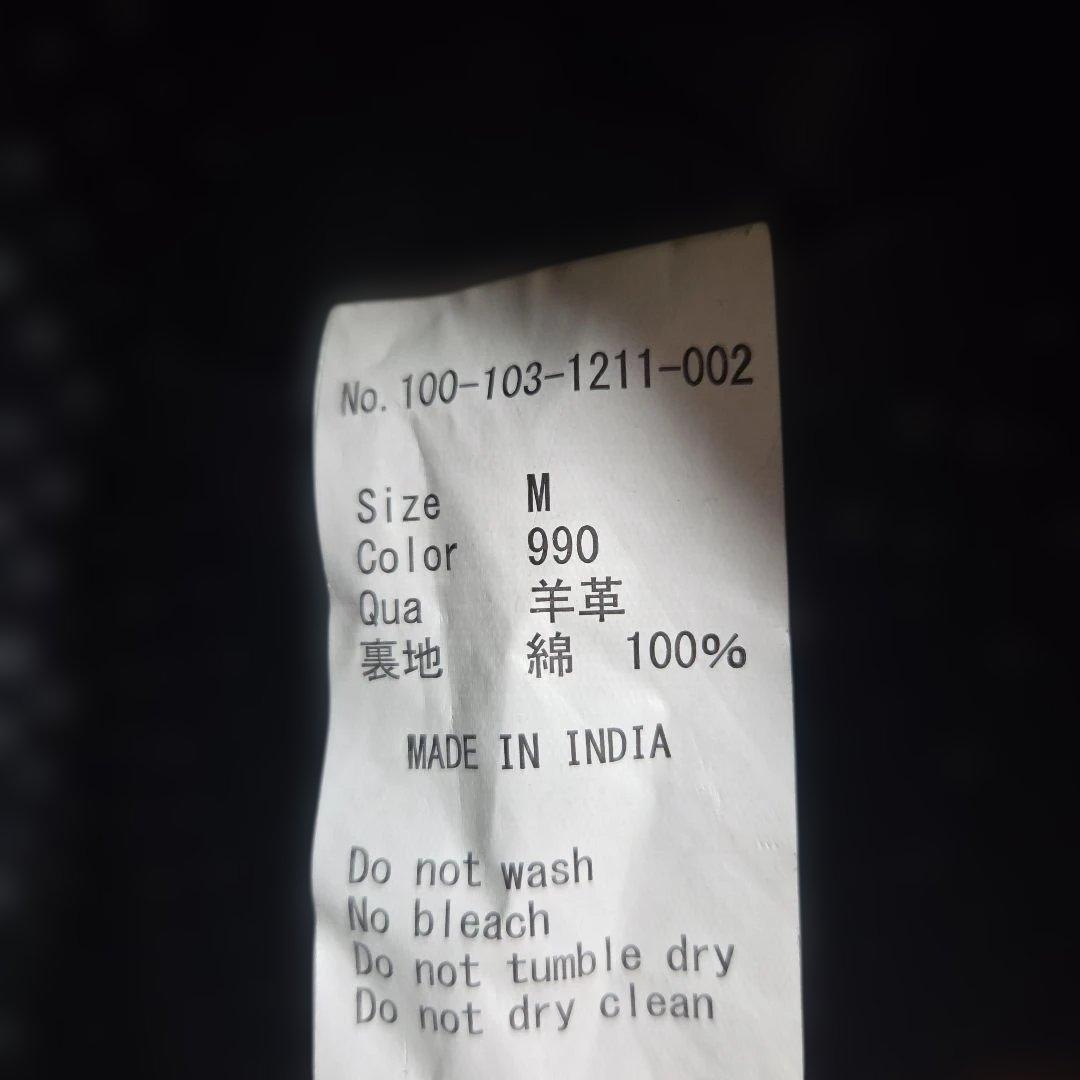 No. 100-103-1211-002
Size M
Color 990
Qua 羊革
裏地 綿 100%
MADE IN INDIA
Do not wash
No bleach
Do not tumble dry
Do not dry clean